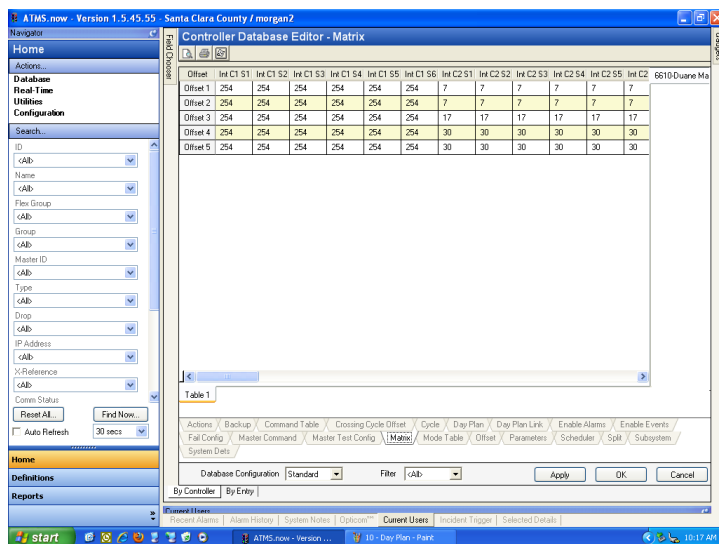 ATMS.now - Version 1.5.45.55 - Santa Clara County / morgan2
Navigator
Home
Actions...
Database
Real-Time
Utilities
Configuration
Search...
ID
<All>
Name
<All>
Flex Group
<All>
Group
<All>
Master ID
<All>
Type
<All>
Drop
<All>
IP Address
<All>
X-Reference
<All>
Comm Status
Reset All...
Find Now...
Auto Refresh
30 secs
Home
Definitions
Reports
Field Chooser
Controller Database Editor - Matrix
Offset Int C1 S1 Int C1 S2 Int C1 S3 Int C1 S4 Int C1 S5 Int C1 S6 Int C2 S1 Int C2 S2 Int C2 S3 Int C2 S4 Int C2 S5 Int C2
Offset 1 254 254 254 254 254 254 7 7 7 7 7 7
Offset 2 254 254 254 254 254 254 7 7 7 7 7 7
Offset 3 254 254 254 254 254 254 17 17 17 17 17 17
Offset 4 254 254 254 254 254 254 30 30 30 30 30 30
Offset 5 254 254 254 254 254 254 30 30 30 30 30 30
6610-Duane Ma
Table 1
Actions Backup Command Table Crossing Cycle Offset Cycle Day Plan Day Plan Link Enable Alarms Enable Events
Fail Config Master Command Master Test Config Matrix Mode Table Offset Parameters Scheduler Split Subsystem
System Dets
Database Configuration Standard Filter <All> Apply OK Cancel
By Controller By Entry
Current Users
Recent Alarms Alarm History System Notes Opticom™ Current Users Incident Trigger Selected Details
start ATMS.now - Version ... 10 - Day Plan - Paint 10:17 AM